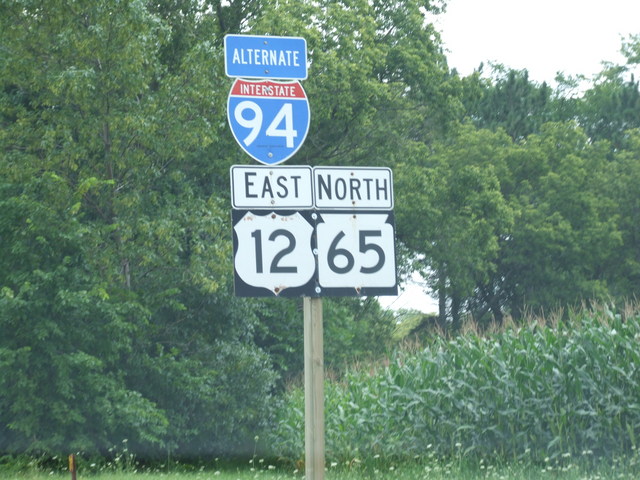 ALTERNATE
INTERSTATE
94
EAST NORTH
12 65